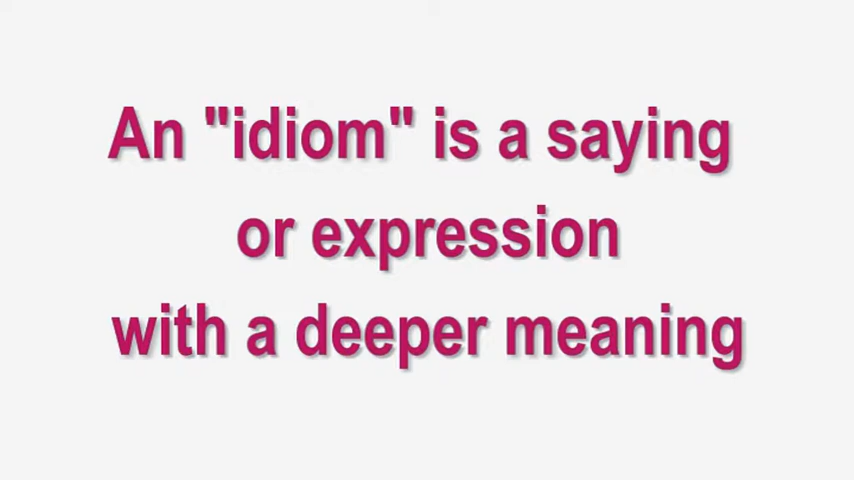 An "idiom" is a saying
or expression
with a deeper meaning